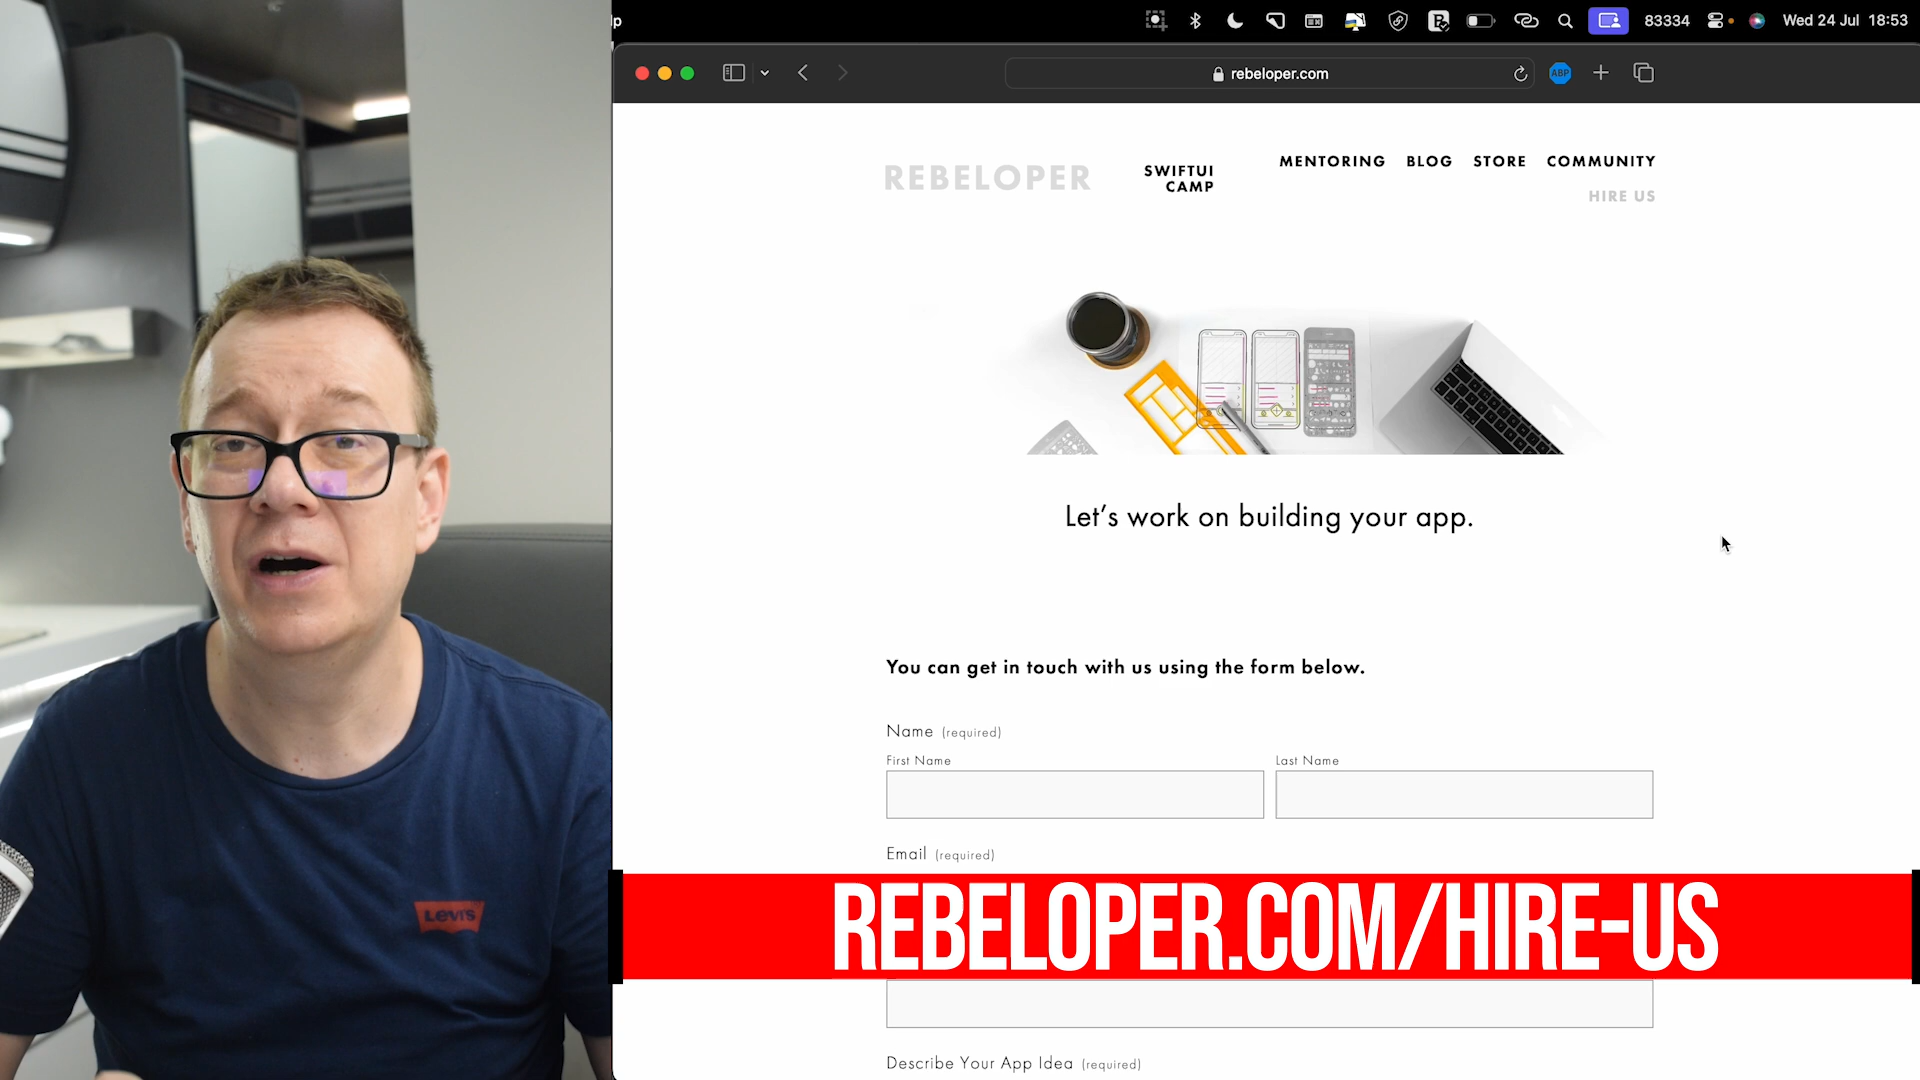 lp
83334
Wed 24 Jul 18:53
rebeloper.com
ABP
REBELOPER
SWIFTUI
CAMP
MENTORING BLOG STORE COMMUNITY
HIRE US
Let's work on building your app.
You can get in touch with us using the form below.
Name (required)
First Name
Last Name
Email (required)
REBELOPER.COM/HIRE-US
Describe Your App Idea (required)
Levi's